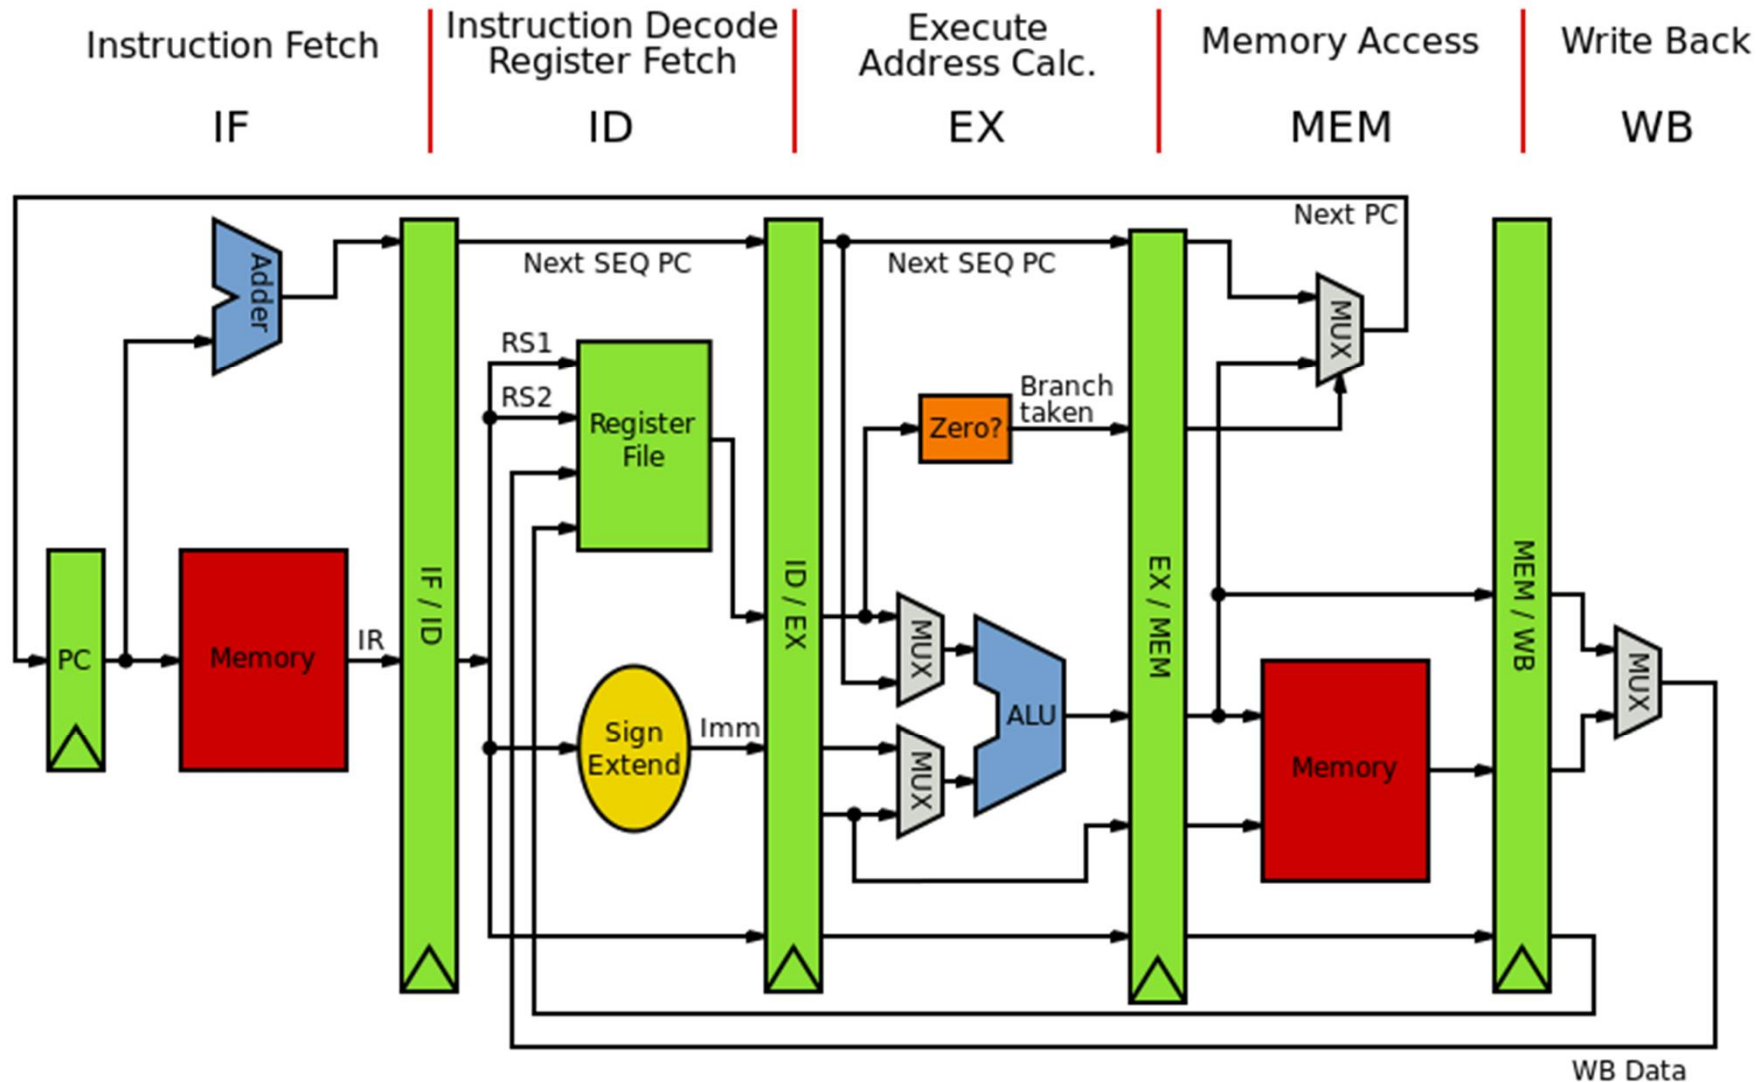 Instruction Fetch
IF
Instruction Decode
Register Fetch
ID
Execute
Address Calc.
EX
Memory Access
MEM
Write Back
WB
Next PC
Adder
Next SEQ PC
Next SEQ PC
MUX
RS1
RS2
Register
File
Branch
taken
Zero?
PC
Memory
IR
IF / ID
Sign
Extend
Imm
ID / EX
MUX
MUX
ALU
EX / MEM
Memory
MEM / WB
MUX
WB Data